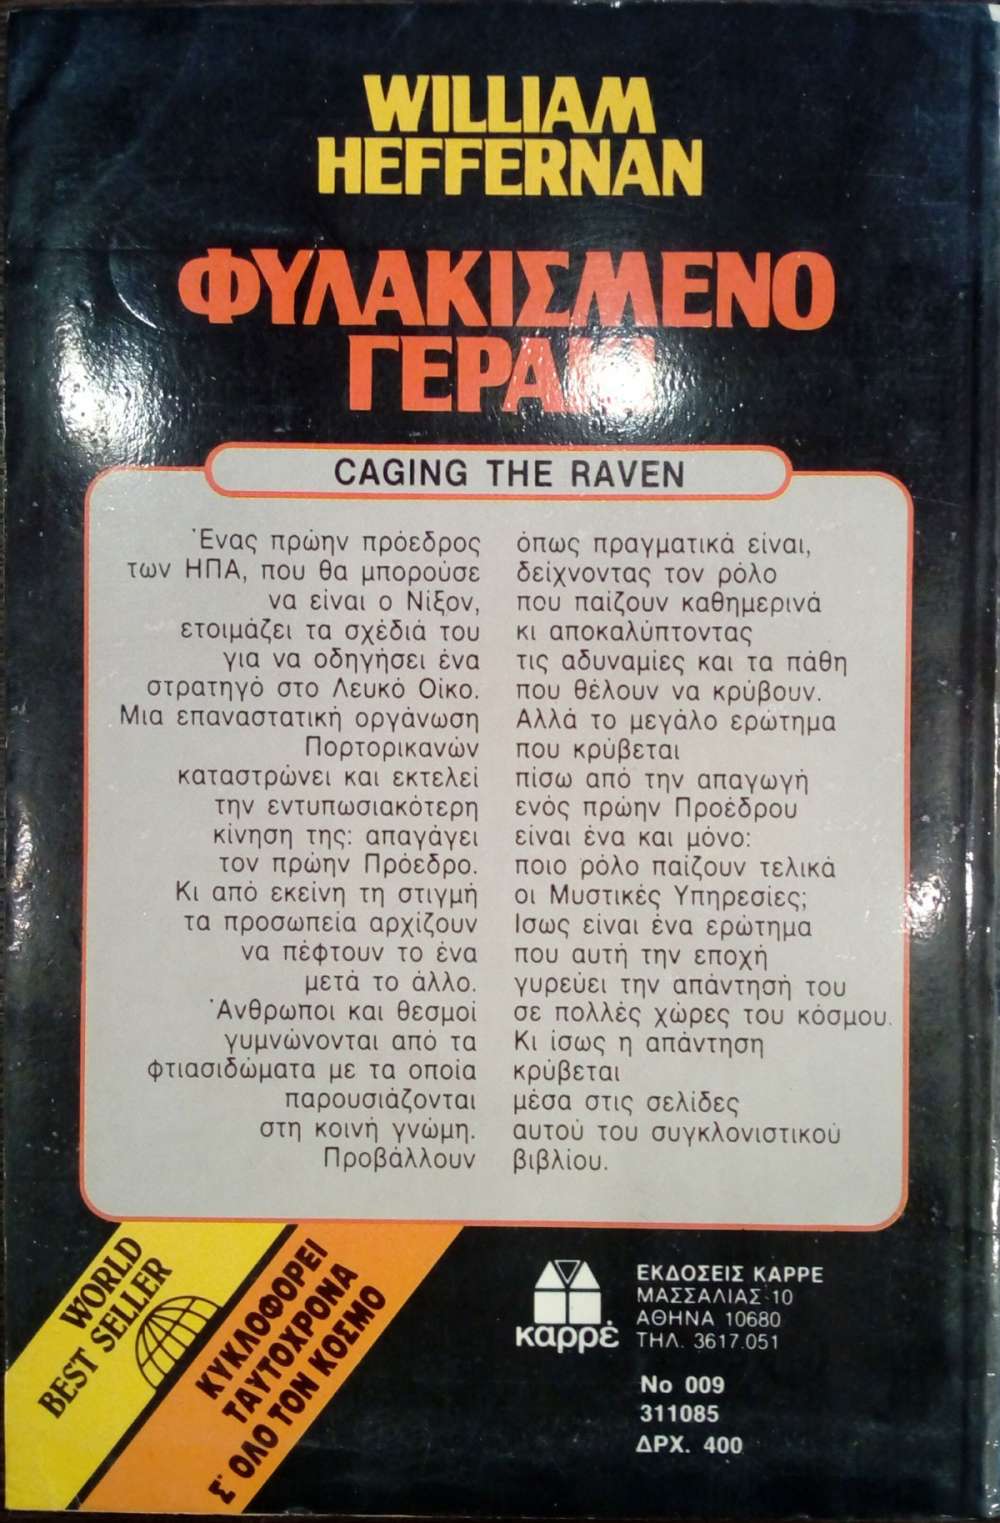 WILLIAM
HEFFERNAN
ΦΥΛΑΚΙΣΜΕΝΟ
ΓΕΡΑΚΙ
CAGING THE RAVEN
Ἕνας πρώην πρόεδρος
των ΗΠΑ, που θα μπορούσε
να είναι ο Νίξον,
ετοιμάζει τα σχέδιά του
για να οδηγήσει ένα
στρατηγό στο Λευκό Οίκο.
Μια επαναστατική οργάνωση
Πορτορικανών
καταστρώνει και εκτελεί
την εντυπωσιακότερη
κίνηση της: απαγάγει
τον πρώην Πρόεδρο.
Κι από εκείνη τη στιγμή
τα προσωπεία αρχίζουν
να πέφτουν το ένα
μετά το άλλο.
Άνθρωποι και θεσμοί
γυμνώνονται από τα
φτιασιδώματα με τα οποία
παρουσιάζονται
στη κοινή γνώμη.
Προβάλλουν
όπως πραγματικά είναι,
δείχνοντας τον ρόλο
που παίζουν καθημερινά
κι αποκαλύπτοντας
τις αδυναμίες και τα πάθη
που θέλουν να κρύβουν.
Αλλά το μεγάλο ερώτημα
που κρύβεται
πίσω από την απαγωγή
ενός πρώην Προέδρου
είναι ένα και μόνο:
ποιο ρόλο παίζουν τελικά
οι Μυστικές Υπηρεσίες;
Ισως είναι ένα ερώτημα
που αυτή την εποχή
γυρεύει την απάντησή του
σε πολλές χώρες του κόσμου.
Κι ίσως η απάντηση
κρύβεται
μέσα στις σελίδες
αυτού του συγκλονιστικού
βιβλίου.
WORLD
BEST SELLER
ΚΥΚΛΟΦΟΡΕΙ
ΤΑΥΤΟΧΡΟΝΑ
Σ' ΟΛΟ ΤΟΝ ΚΟΣΜΟ
καρρέ
ΕΚΔΟΣΕΙΣ ΚΑΡΡΕ
ΜΑΣΣΑΛΙΑΣ 10
ΑΘΗΝΑ 10680
ΤΗΛ. 3617.051
No 009
311085
ΔΡΧ. 400